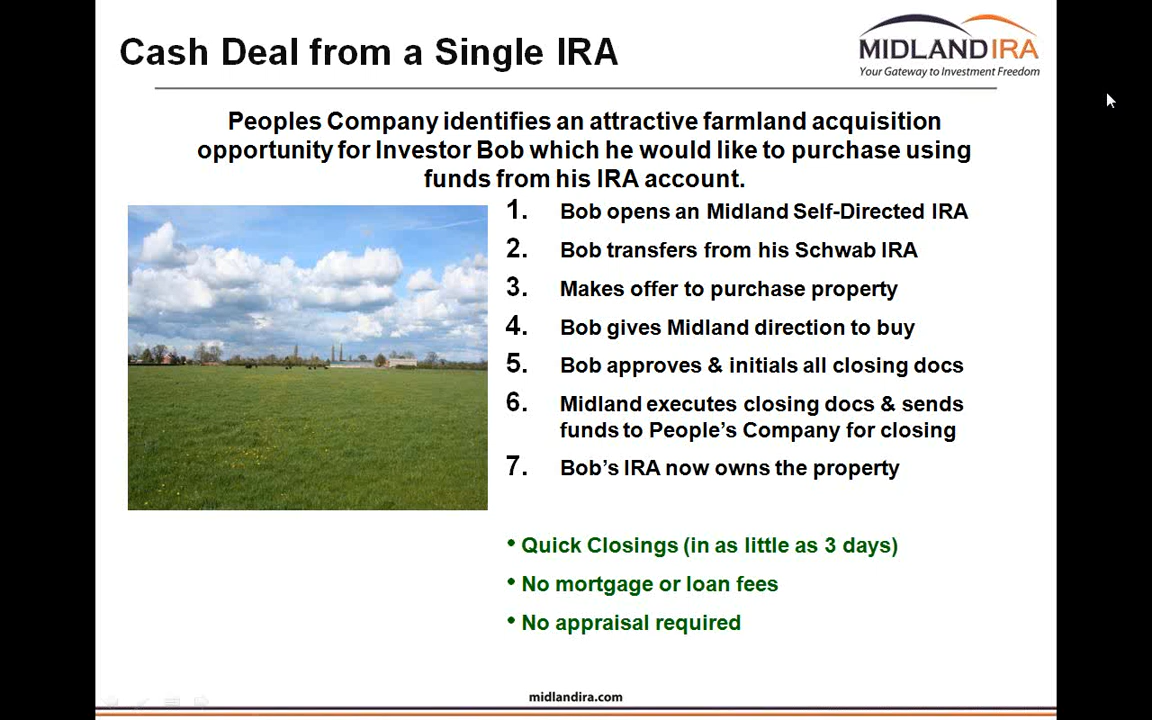 Cash Deal from a Single IRA
MIDLANDIRA
Your Gateway to Investment Freedom
Peoples Company identifies an attractive farmland acquisition
opportunity for Investor Bob which he would like to purchase using
funds from his IRA account.
1. Bob opens an Midland Self-Directed IRA
2. Bob transfers from his Schwab IRA
3. Makes offer to purchase property
4. Bob gives Midland direction to buy
5. Bob approves & initials all closing docs
6. Midland executes closing docs & sends
funds to People’s Company for closing
7. Bob’s IRA now owns the property
• Quick Closings (in as little as 3 days)
• No mortgage or loan fees
• No appraisal required
midlandira.com